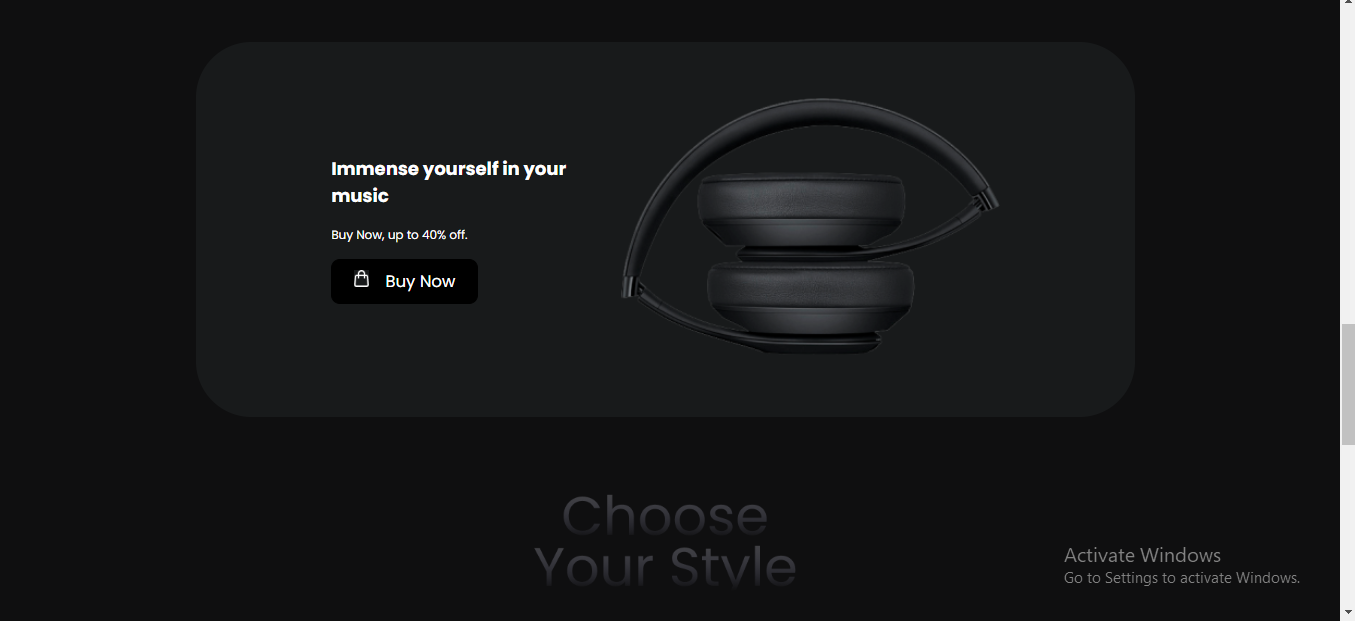 Immense yourself in your
music
Buy Now, up to 40% off.
Buy Now
Choose
Your Style
Activate Windows
Go to Settings to activate Windows.